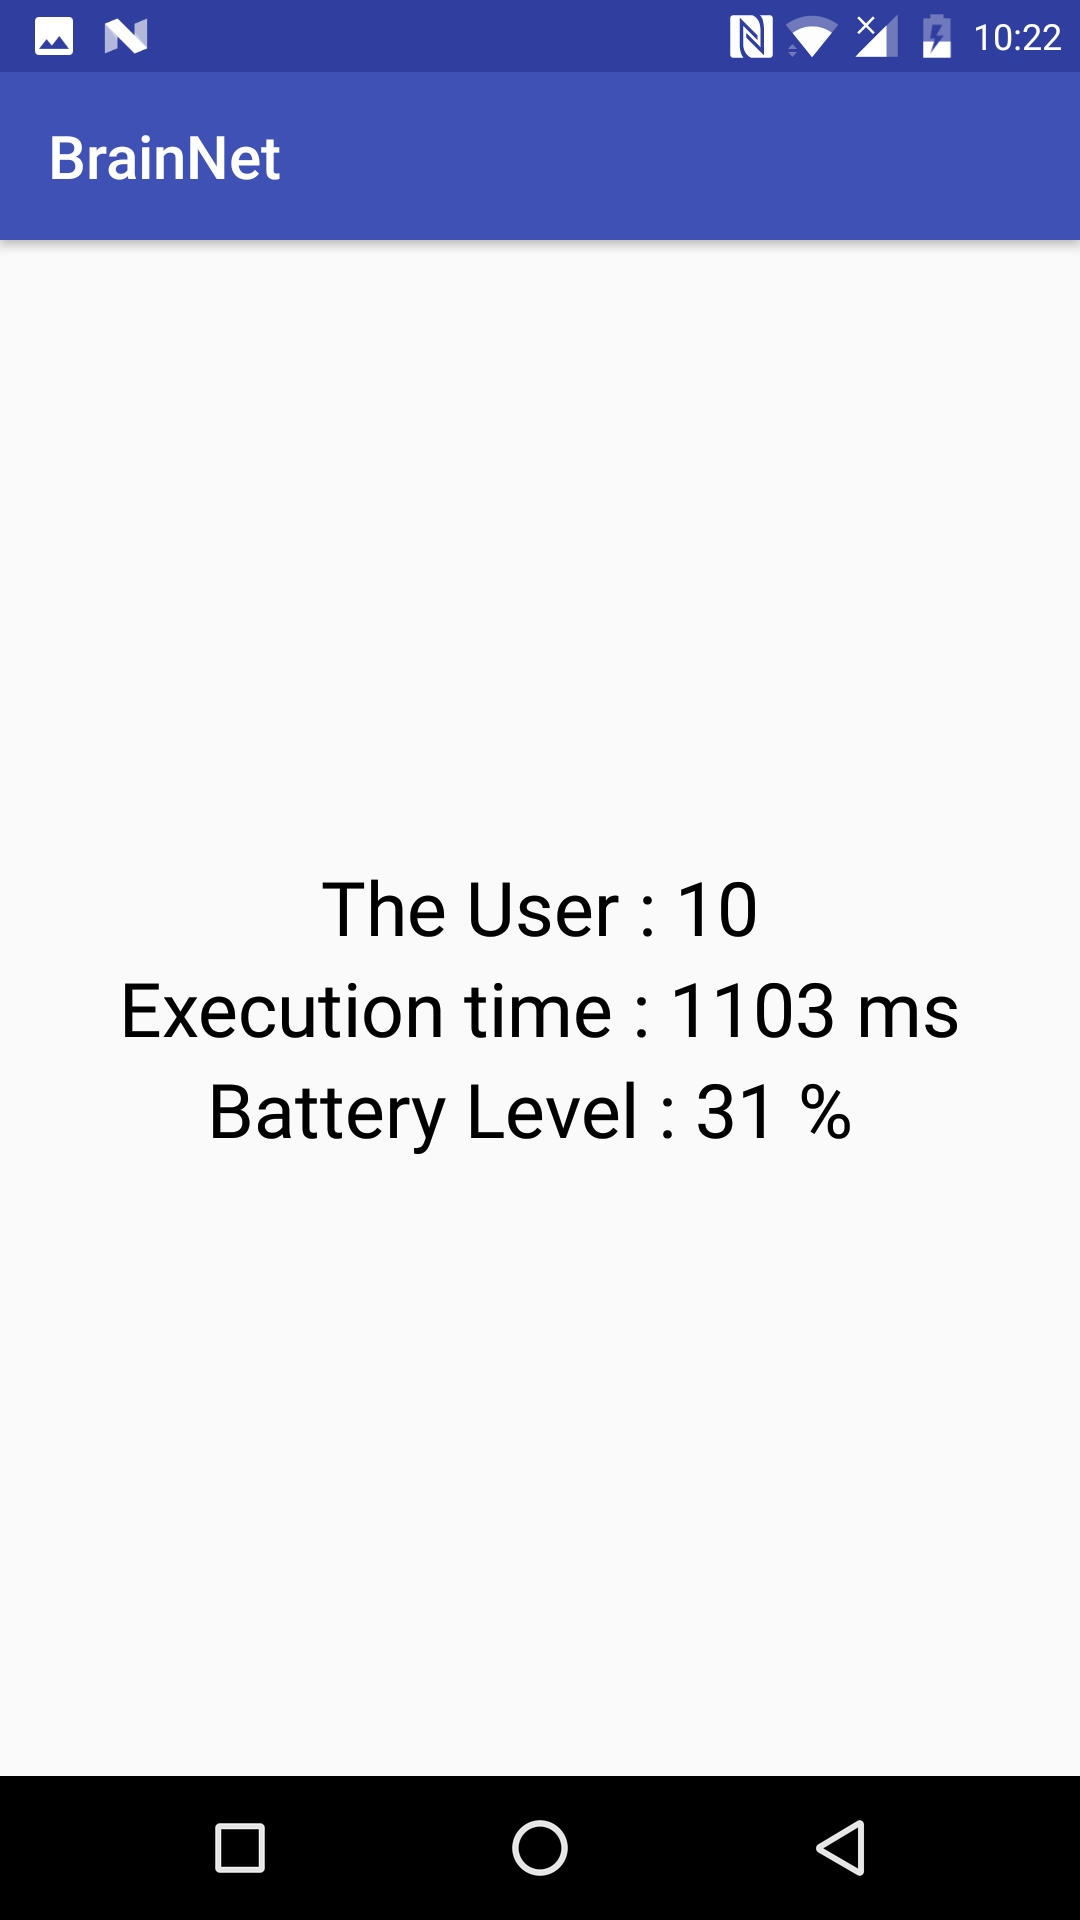 10:22
BrainNet
The User : 10
Execution time : 1103 ms
Battery Level : 31 %